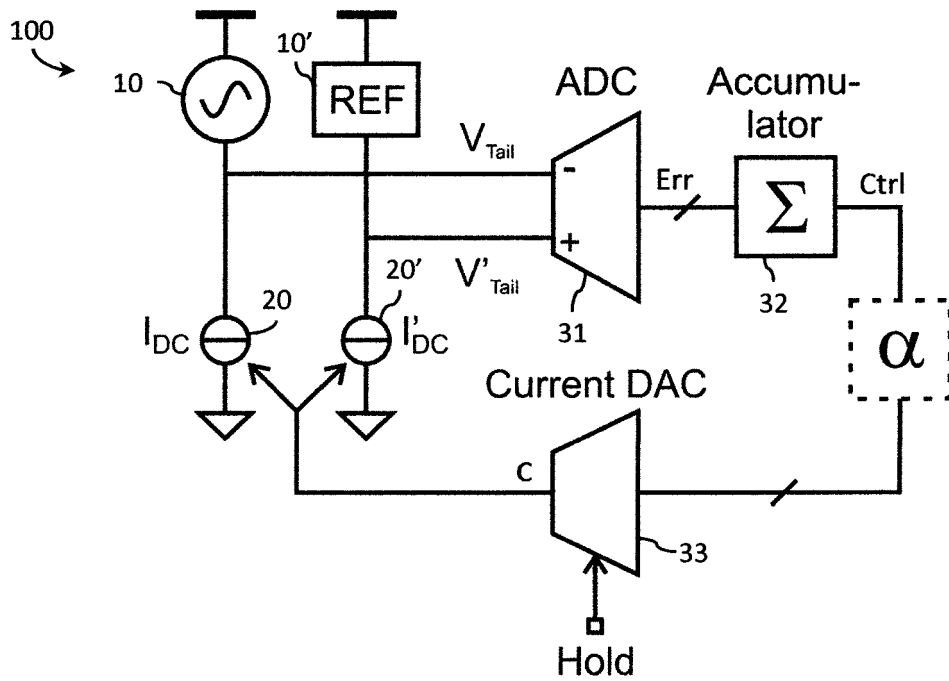 100
10
10'
REF
ADC
Accumu-
lator
V_Tail
-
Err
Σ
Ctrl
+
V'_Tail
31
32
20
20'
I_DC
I'_DC
α
Current DAC
c
33
Hold